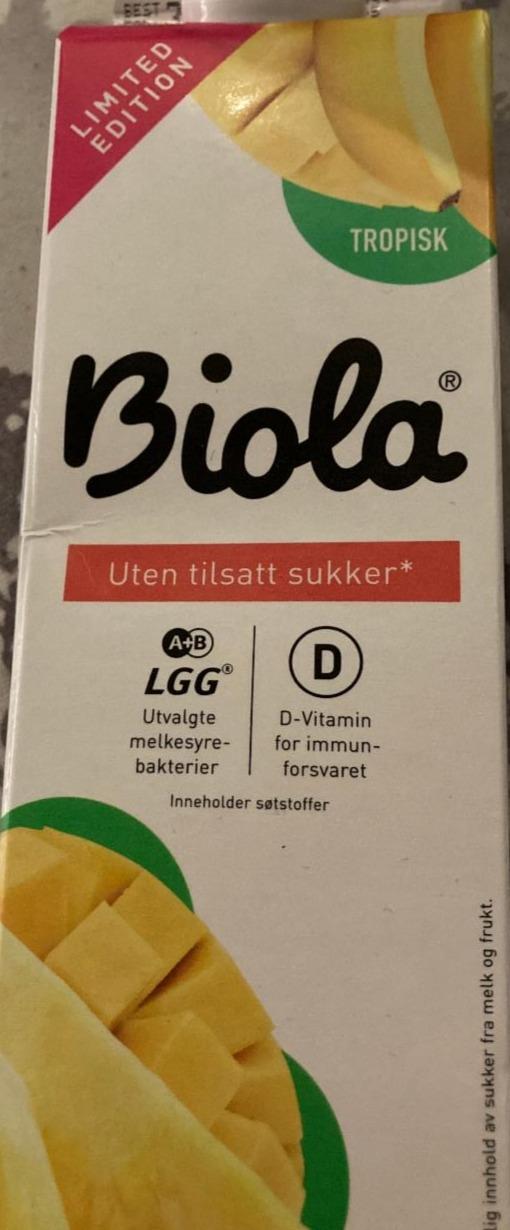 BEST
LIMITED
EDITION
TROPISK
Biola®
Uten tilsatt sukker*
A+B
LGG®
Utvalgte
melkesyre-
bakterier
D
D-Vitamin
for immun-
forsvaret
Inneholder søtstoffer
innhold av sukker fra melk og frukt.